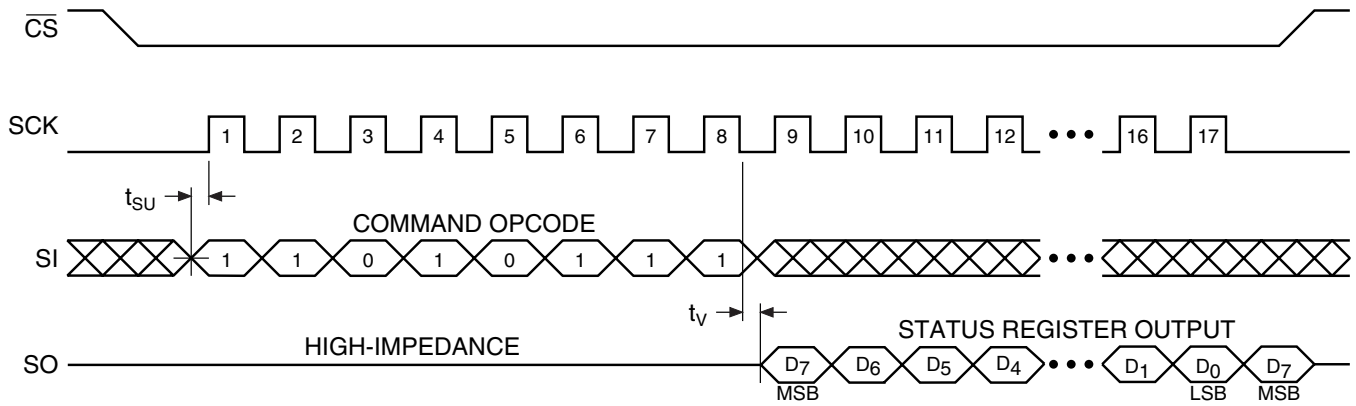 CS
SCK 1 2 3 4 5 6 7 8 9 10 11 12 ••• 16 17
tSU
COMMAND OPCODE
SI 1 1 0 1 0 1 1 1 •••
tV
HIGH-IMPEDANCE STATUS REGISTER OUTPUT
SO D7 D6 D5 D4 ••• D1 D0 D7
MSB LSB MSB